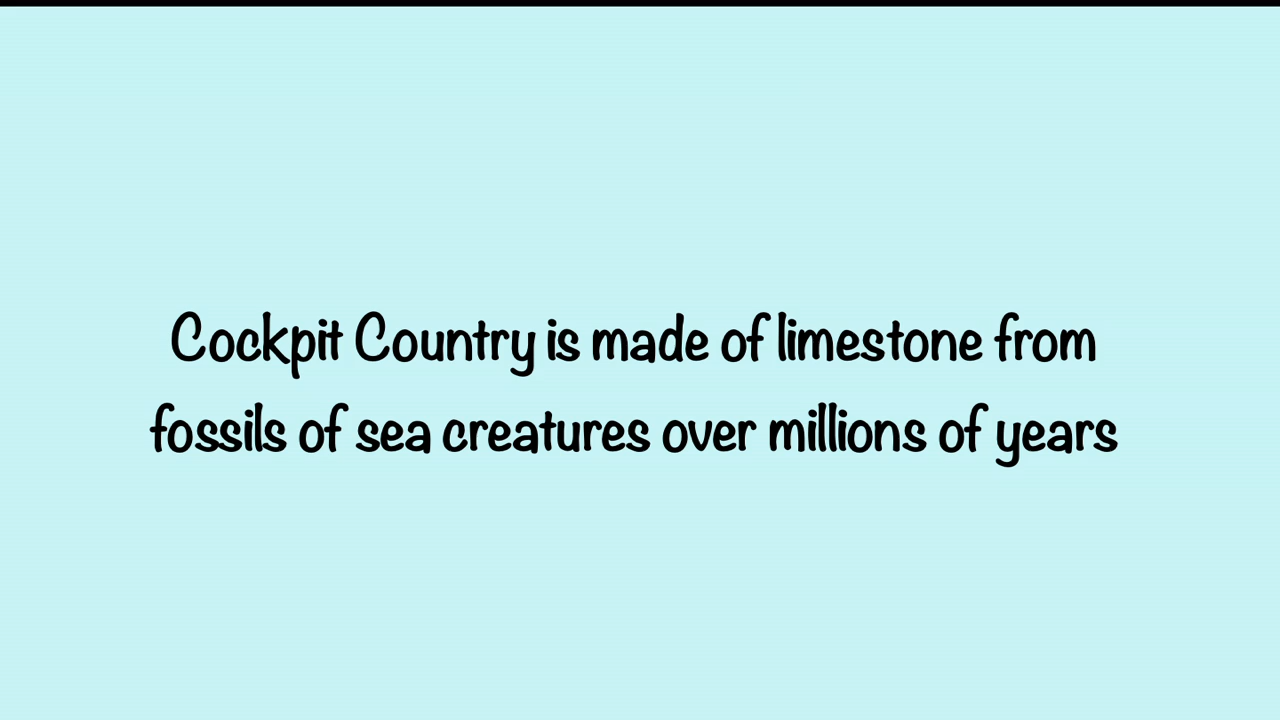 Cockpit Country is made of limestone from
fossils of sea creatures over millions of years